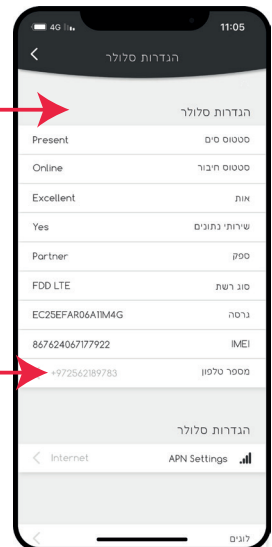 4G 11:05
הגדרות סלולר
הגדרות סלולר
סטטוס סים Present
סטטוס חיבור Online
אות Excellent
שירותי נתונים Yes
ספק Partner
סוג רשת FDD LTE
גרסה EC25EFAR06A11M4G
IMEI 867624067177922
מספר טלפון +972562189783
הגדרות סלולר
APN Settings Internet
לוגים